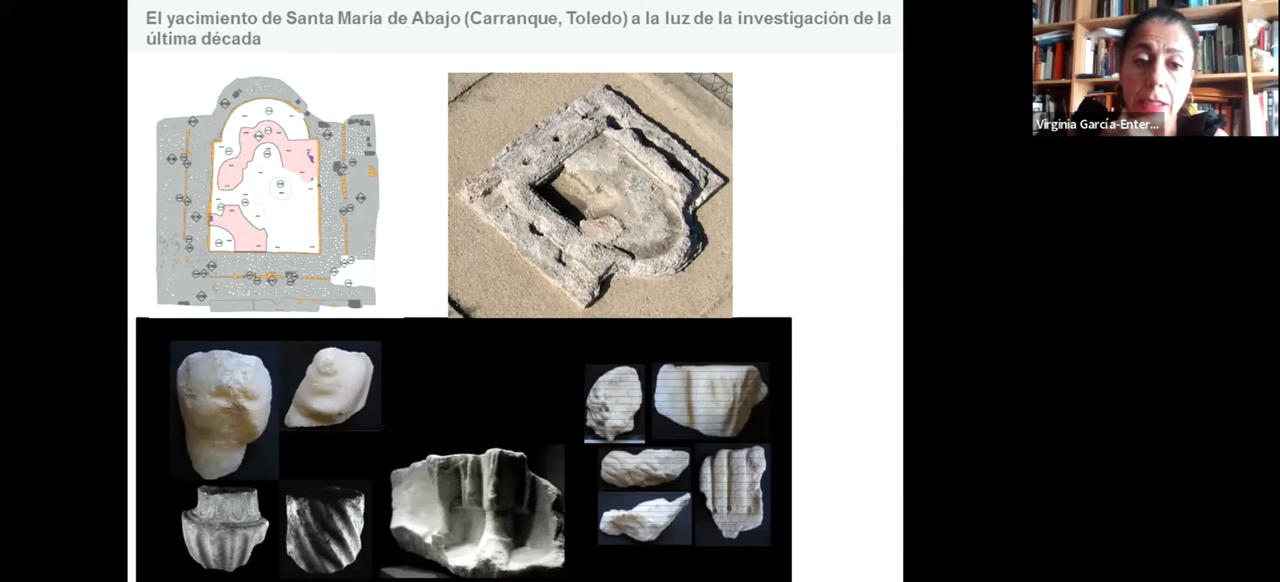 El yacimiento de Santa María de Abajo (Carranque, Toledo) a la luz de la investigación de la
última década
Virginia García-Enter...